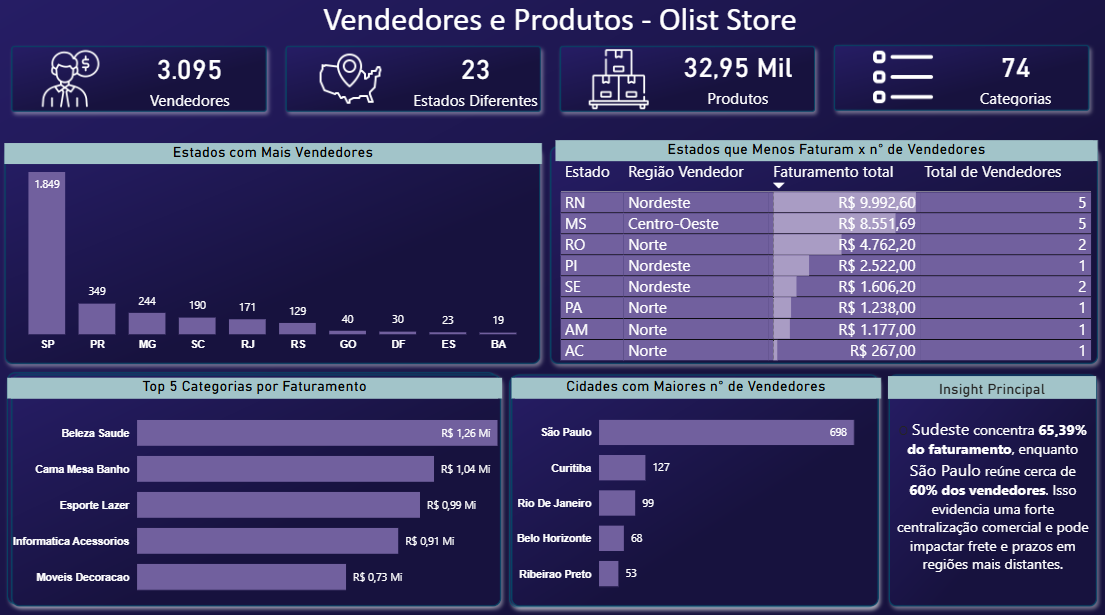 Vendedores e Produtos - Olist Store
$
3.095
Vendedores
23
Estados Diferentes
32,95 Mil
Produtos
74
Categorias
Estados com Mais Vendedores
1.849
349
244
190
171
129
40
30
23
19
SP PR MG SC RJ RS GO DF ES BA
Estados que Menos Faturam x n° de Vendedores
Estado Região Vendedor Faturamento total Total de Vendedores
RN Nordeste R$ 9.992,60 5
MS Centro-Oeste R$ 8.551,69 5
RO Norte R$ 4.762,20 2
PI Nordeste R$ 2.522,00 1
SE Nordeste R$ 1.606,20 2
PA Norte R$ 1.238,00 1
AM Norte R$ 1.177,00 1
AC Norte R$ 267,00 1
Top 5 Categorias por Faturamento
Beleza Saude R$ 1,26 Mi
Cama Mesa Banho R$ 1,04 Mi
Esporte Lazer R$ 0,99 Mi
Informatica Acessorios R$ 0,91 Mi
Moveis Decoracao R$ 0,73 Mi
Cidades com Maiores n° de Vendedores
São Paulo 698
Curitiba 127
Rio De Janeiro 99
Belo Horizonte 68
Ribeirao Preto 53
Insight Principal
Sudeste concentra 65,39%
do faturamento, enquanto
São Paulo reúne cerca de
60% dos vendedores. Isso
evidencia uma forte
centralização comercial e pode
impactar frete e prazos em
regiões mais distantes.